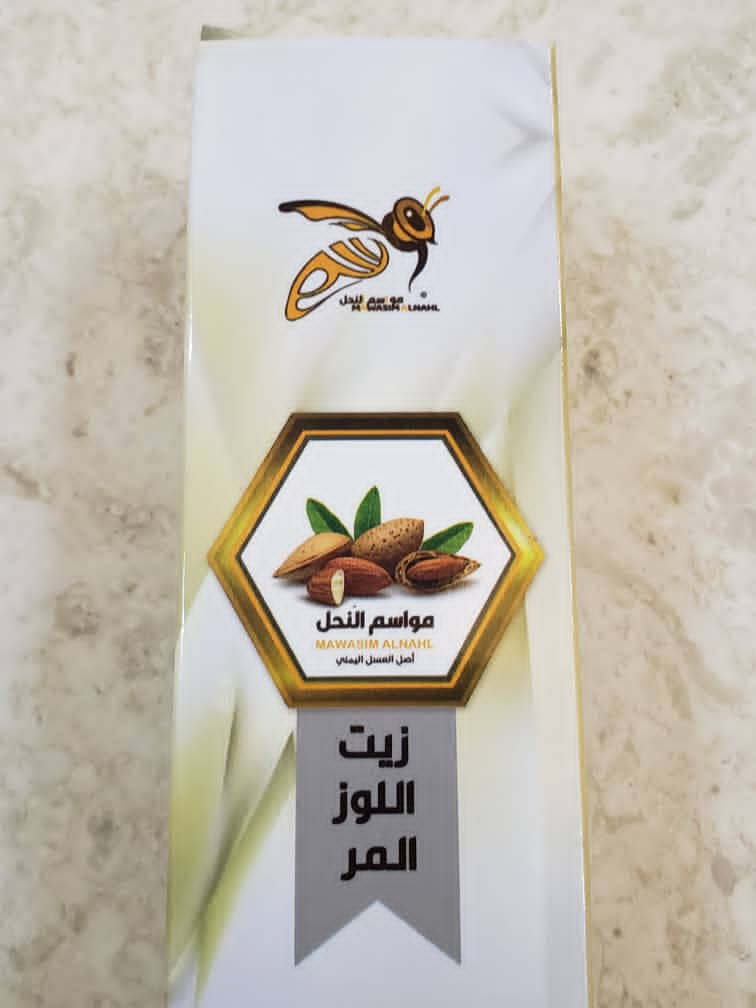 مواسم النحل
MAWASIM ALNAHL
مواسم النحل
MAWASIM ALNAHL
أصل العسل اليمني
زيت
اللوز
المر